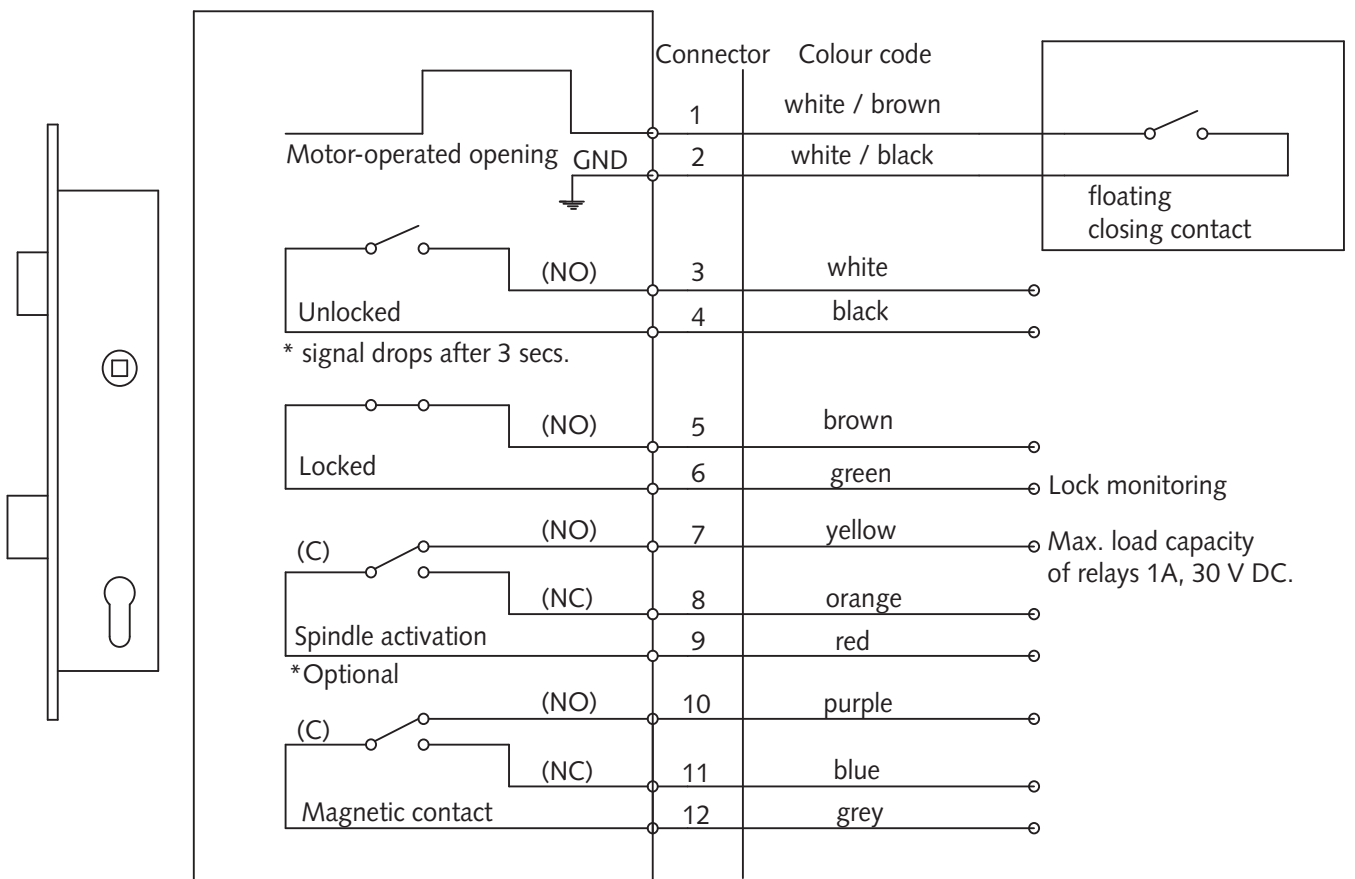 Connector Colour code
1 white / brown
Motor-operated opening GND 2 white / black
floating
closing contact
(NO) 3 white
Unlocked 4 black
* signal drops after 3 secs.
(NO) 5 brown
Locked 6 green Lock monitoring
(C) (NO) 7 yellow Max. load capacity
of relays 1A, 30 V DC.
(NC) 8 orange
Spindle activation 9 red
*Optional
(C) (NO) 10 purple
(NC) 11 blue
Magnetic contact 12 grey